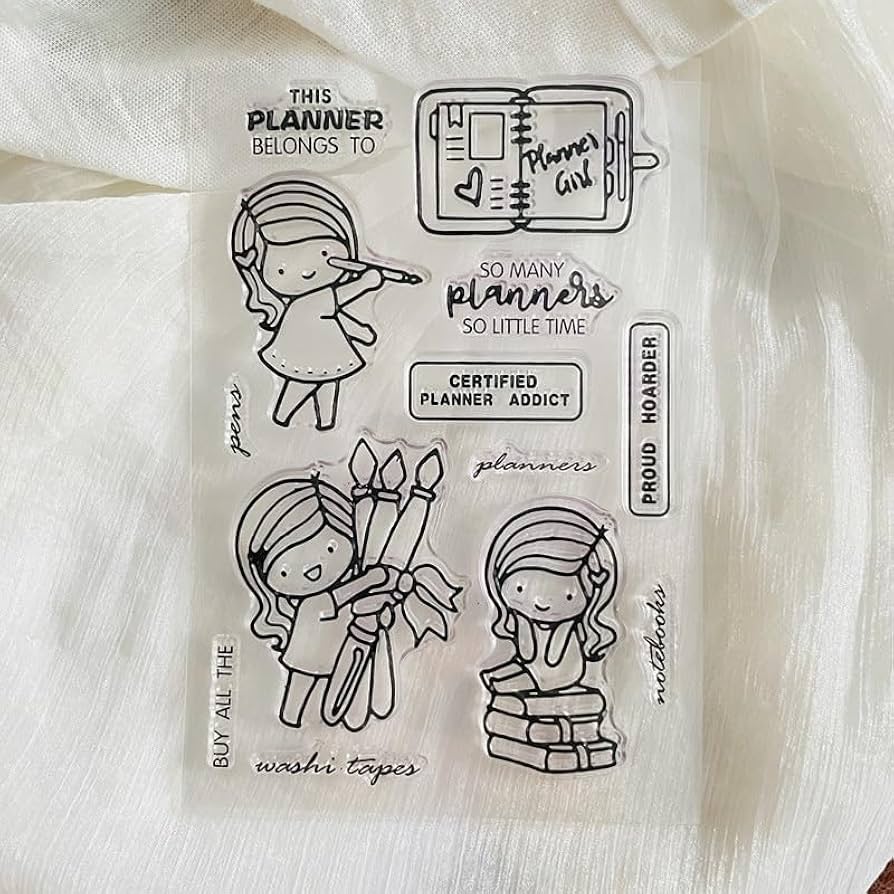 THIS
PLANNER
BELONGS TO
Planner
Girl
SO MANY
planners
SO LITTLE TIME
CERTIFIED
PLANNER ADDICT
PROUD HOARDER
pens
planners
notebooks
BUY ALL THE
washi tapes